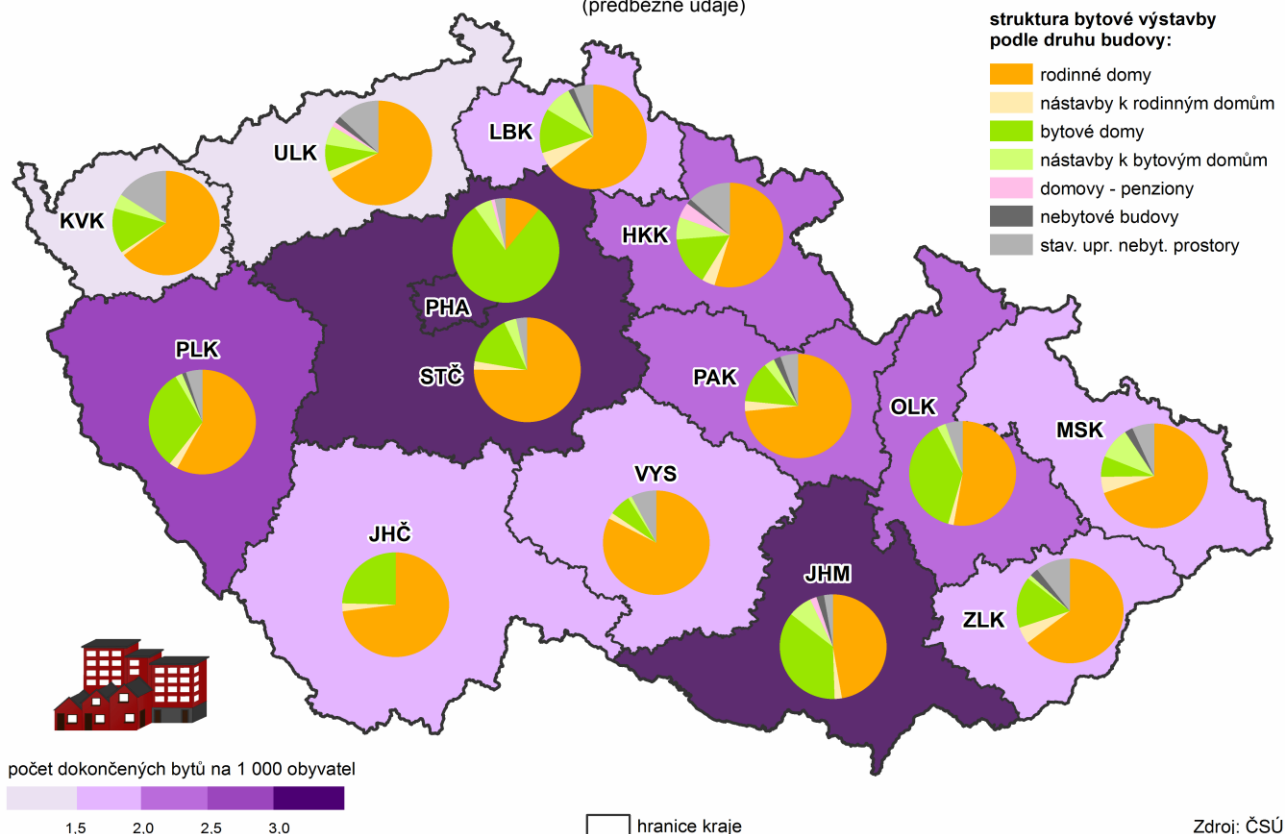 (předběžné údaje)
struktura bytové výstavby
podle druhu budovy:
rodinné domy
nástavby k rodinným domům
bytové domy
nástavby k bytovým domům
domovy - penziony
nebytové budovy
stav. upr. nebyt. prostory
LBK
ULK
KVK
HKK
PHA
PLK
STČ
PAK
OLK
MSK
VYS
JHČ
JHM
ZLK
počet dokončených bytů na 1 000 obyvatel
1,5 2,0 2,5 3,0
hranice kraje
Zdroj: ČSÚ